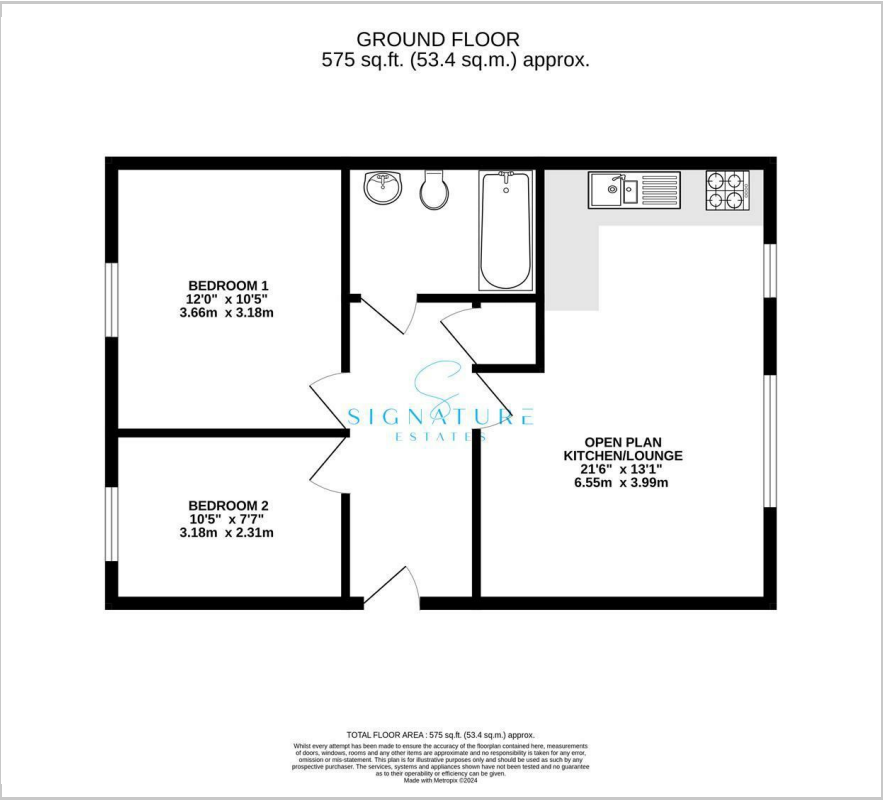 GROUND FLOOR
575 sq.ft. (53.4 sq.m.) approx.
BEDROOM 1
12'0" x 10'5"
3.66m x 3.18m
SIGNATURE
ESTATES
OPEN PLAN
KITCHEN/LOUNGE
21'6" x 13'1"
6.55m x 3.99m
BEDROOM 2
10'5" x 7'7"
3.18m x 2.31m
TOTAL FLOOR AREA : 575 sq.ft. (53.4 sq.m.) approx.
Whilst every attempt has been made to ensure the accuracy of the floorplan contained here, measurements
of doors, windows, rooms and any other items are approximate and no responsibility is taken for any error,
omission or mis-statement. This plan is for illustrative purposes only and should be used as such by any
prospective purchaser. The services, systems and appliances shown have not been tested and no guarantee
as to their operability or efficiency can be given.
Made with Metropix ©2024